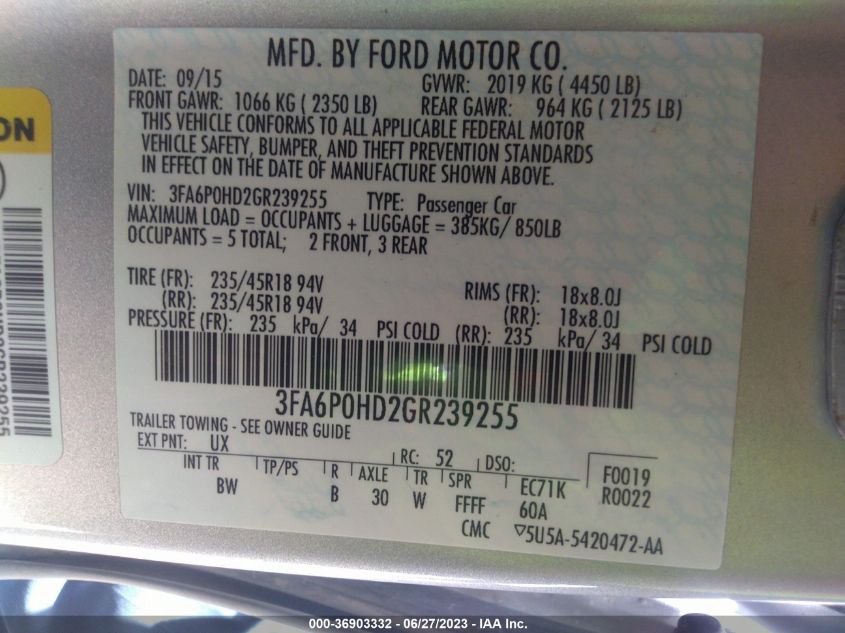 MFD. BY FORD MOTOR CO.
DATE: 09/15 GVWR: 2019 KG ( 4450 LB)
FRONT GAWR: 1066 KG ( 2350 LB) REAR GAWR: 964 KG ( 2125 LB)
THIS VEHICLE CONFORMS TO ALL APPLICABLE FEDERAL MOTOR
VEHICLE SAFETY, BUMPER, AND THEFT PREVENTION STANDARDS
IN EFFECT ON THE DATE OF MANUFACTURE SHOWN ABOVE.
VIN: 3FA6P0HD2GR239255 TYPE: Passenger Car
MAXIMUM LOAD = OCCUPANTS + LUGGAGE = 385KG/ 850LB
OCCUPANTS = 5 TOTAL; 2 FRONT, 3 REAR
TIRE (FR): 235/45R18 94V RIMS (FR): 18x8.0J
(RR): 235/45R18 94V (RR): 18x8.0J
PRESSURE (FR): 235 kPa/ 34 PSI COLD (RR): 235 kPa/ 34 PSI COLD
3FA6P0HD2GR239255
TRAILER TOWING - SEE OWNER GUIDE
EXT PNT: UX RC: 52 DSO:
INT TR TP/PS R AXLE TR SPR EC71K F0019
BW B 30 W FFFF 60A R0022
CMC ▽5U5A-5420472-AA
ON
000-36903332 - 06/27/2023 - IAA Inc.